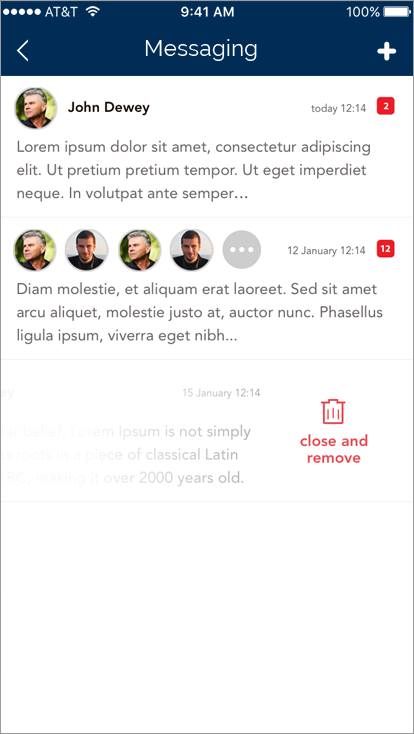 AT&T 9:41 AM 100%
Messaging
John Dewey today 12:14 2
Lorem ipsum dolor sit amet, consectetur adipiscing
elit. Ut pretium pretium tempor. Ut eget imperdiet
neque. In volutpat ante semper...
12 January 12:14 12
Diam molestie, et aliquam erat laoreet. Sed sit amet
arcu aliquet, molestie justo at, auctor nunc. Phasellus
ligula ipsum, viverra eget nibh...
ey 15 January 12:14
belief, Lorem Ipsum is not simply
roots in a piece of classical Latin
BC, making it over 2000 years old.
close and
remove